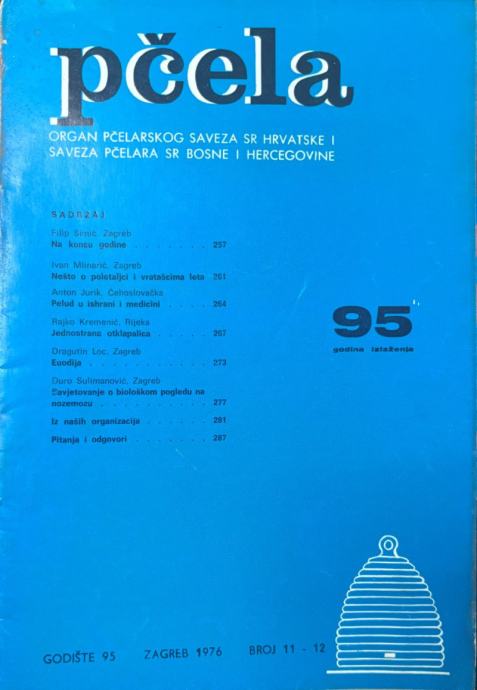 pčela
ORGAN PČELARSKOG SAVEZA SR HRVATSKE I
SAVEZA PČELARA SR BOSNE I HERCEGOVINE
SADRŽAJ
Filip Šimić, Zagreb
Na koncu godine . . . . . . . 257
Ivan Mlinarić, Zagreb
Nešto o poletaljci i vratašcima leta 261
Anton Jurik, Čehoslovačka
Pelud u ishrani i medicini . . . . 264
Rajko Kremenić, Rijeka
Jednostrana otklapalica . . . . . 267
Dragutin Loc, Zagreb
Euodija . . . . . . . . . . . 273
Đuro Sulimanović, Zagreb
Savjetovanje o biološkom pogledu na
nozemozu . . . . . . . . . . 277
Iz naših organizacija . . . . . . 281
Pitanja i odgovori . . . . . . . 287
95
godina izlaženja
GODIŠTE 95 ZAGREB 1976 BROJ 11 - 12